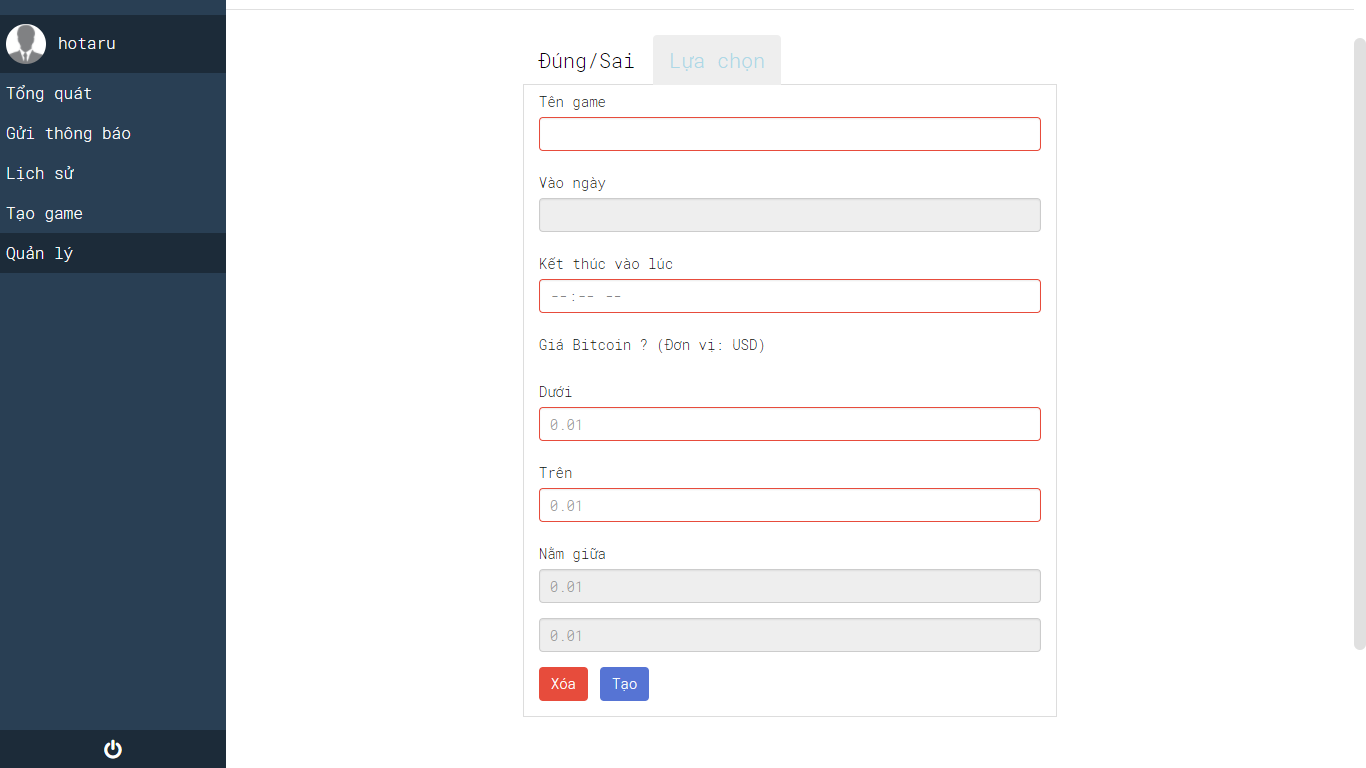 hotaru
Tổng quát
Gửi thông báo
Lịch sử
Tạo game
Quản lý
Đúng/Sai
Lựa chọn
Tên game
Vào ngày
Kết thúc vào lúc
--:-- --
Giá Bitcoin ? (Đơn vị: USD)
Dưới
0.01
Trên
0.01
Nằm giữa
0.01
0.01
Xóa
Tạo